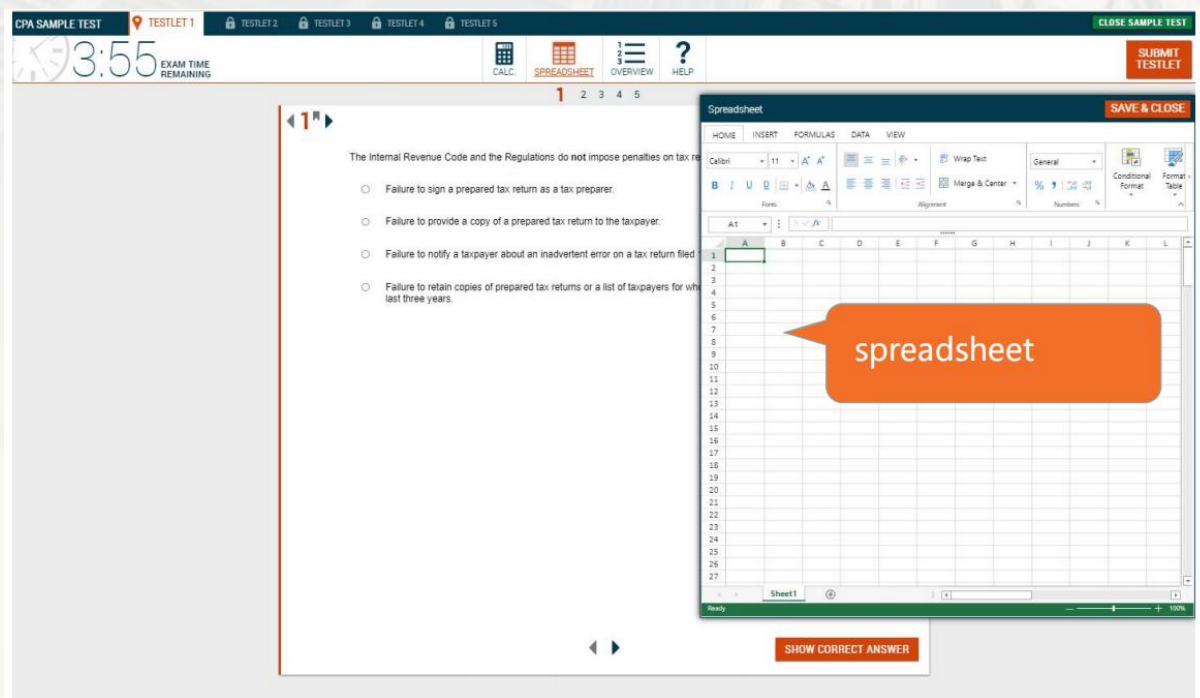 CPA SAMPLE TEST TESTLET 1 TESTLET 2 TESTLET 3 TESTLET 4 TESTLET 5 CLOSE SAMPLE TEST
3:55 EXAM TIME REMAINING
CALC. SPREADSHEET OVERVIEW HELP
SUBMIT TESTLET
1 2 3 4 5
1
The Internal Revenue Code and the Regulations do not impose penalties on tax re
Failure to sign a prepared tax return as a tax preparer.
Failure to provide a copy of a prepared tax return to the taxpayer.
Failure to notify a taxpayer about an inadvertent error on a tax return filed
Failure to retain copies of prepared tax returns or a list of taxpayers for
last three years.
SHOW CORRECT ANSWER
Spreadsheet SAVE & CLOSE
HOME INSERT FORMULAS DATA VIEW
Calibri 11 A A Wrap Text General
B I U D A Merge & Center % Conditional Format Format Table
Fonts Alignment Numbers
A1 fx
A B C D E F G H I J K L
1
2
3
4
5
6
7
8
9
10
11
12
13
14
15
16
17
18
19
20
21
22
23
24
25
26
27
spreadsheet
Sheet1
Ready 100%